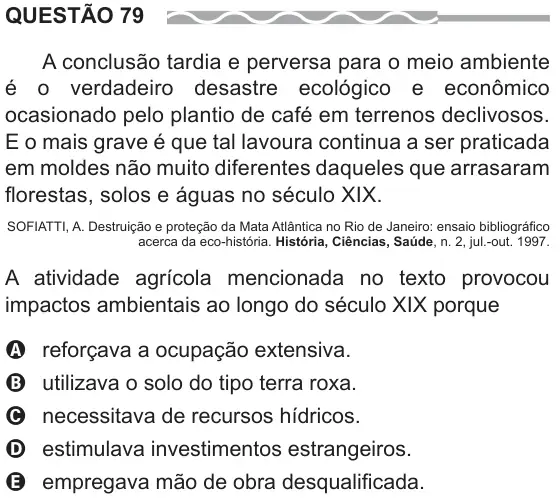 QUESTÃO 79
A conclusão tardia e perversa para o meio ambiente
é o verdadeiro desastre ecológico e econômico
ocasionado pelo plantio de café em terrenos declivosos.
E o mais grave é que tal lavoura continua a ser praticada
em moldes não muito diferentes daqueles que arrasaram
florestas, solos e águas no século XIX.
SOFIATTI, A. Destruição e proteção da Mata Atlântica no Rio de Janeiro: ensaio bibliográfico
acerca da eco-história. História, Ciências, Saúde, n. 2, jul.-out. 1997.
A atividade agrícola mencionada no texto provocou
impactos ambientais ao longo do século XIX porque
A reforçava a ocupação extensiva.
B utilizava o solo do tipo terra roxa.
C necessitava de recursos hídricos.
D estimulava investimentos estrangeiros.
E empregava mão de obra desqualificada.